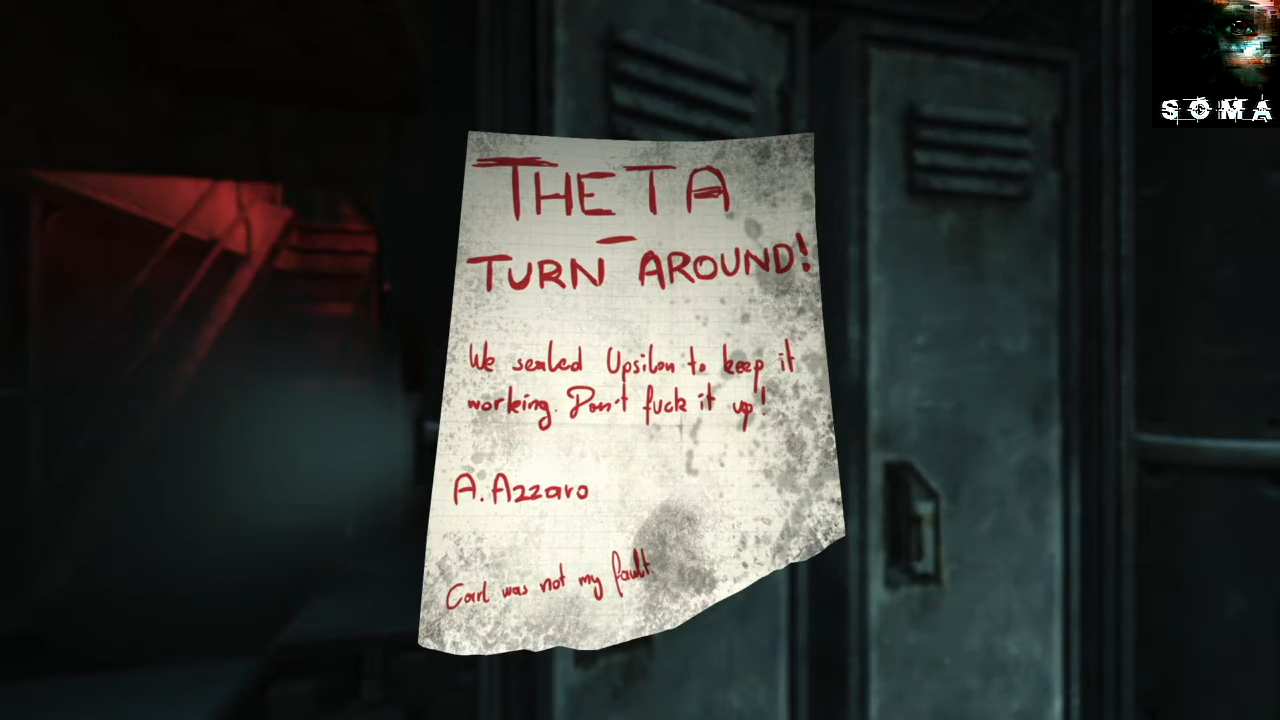 SOMA
THETA
-
TURN AROUND!
We sealed Upsilon to keep it
working. Don't fuck it up!
A. Azzaro
Carl was not my fault.